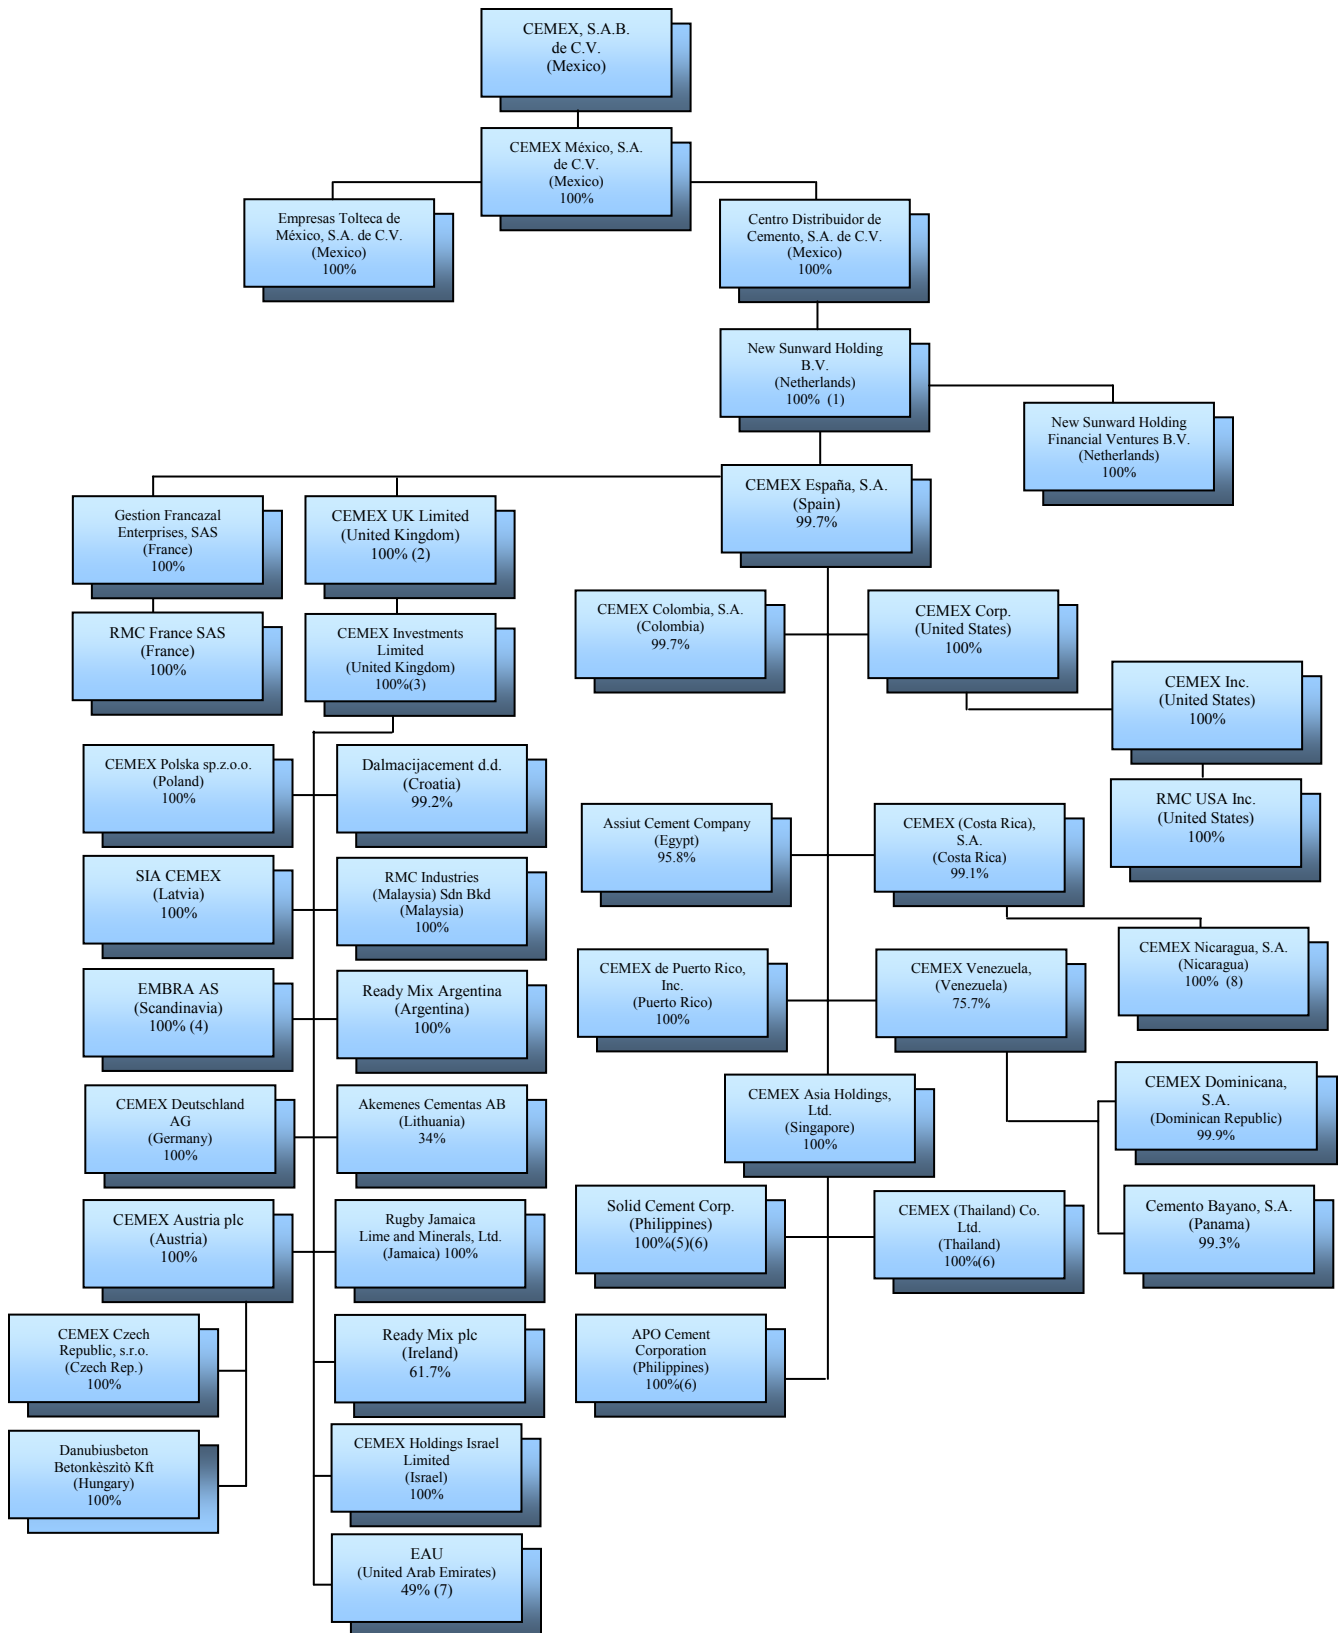 CEMEX, S.A.B.
de C.V.
(Mexico)
CEMEX México, S.A.
de C.V.
(Mexico)
100%
Empresas Tolteca de
México, S.A. de C.V.
(Mexico)
100%
Centro Distribuidor de
Cemento, S.A. de C.V.
(Mexico)
100%
New Sunward Holding
B.V.
(Netherlands)
100% (1)
New Sunward Holding
Financial Ventures B.V.
(Netherlands)
100%
CEMEX España, S.A.
(Spain)
99.7%
Gestion Francazal
Enterprises, SAS
(France)
100%
CEMEX UK Limited
(United Kingdom)
100% (2)
RMC France SAS
(France)
100%
CEMEX Investments
Limited
(United Kingdom)
100%(3)
CEMEX Colombia, S.A.
(Colombia)
99.7%
CEMEX Corp.
(United States)
100%
CEMEX Inc.
(United States)
100%
RMC USA Inc.
(United States)
100%
CEMEX Polska sp.z.o.o.
(Poland)
100%
Dalmacijacement d.d.
(Croatia)
99.2%
Assiut Cement Company
(Egypt)
95.8%
CEMEX (Costa Rica),
S.A.
(Costa Rica)
99.1%
SIA CEMEX
(Latvia)
100%
RMC Industries
(Malaysia) Sdn Bkd
(Malaysia)
100%
CEMEX Nicaragua, S.A.
(Nicaragua)
100% (8)
EMBRA AS
(Scandinavia)
100% (4)
Ready Mix Argentina
(Argentina)
100%
CEMEX de Puerto Rico,
Inc.
(Puerto Rico)
100%
CEMEX Venezuela,
(Venezuela)
75.7%
CEMEX Deutschland
AG
(Germany)
100%
Akemenes Cementas AB
(Lithuania)
34%
CEMEX Asia Holdings,
Ltd.
(Singapore)
100%
CEMEX Dominicana,
S.A.
(Dominican Republic)
99.9%
CEMEX Austria plc
(Austria)
100%
Rugby Jamaica
Lime and Minerals, Ltd.
(Jamaica) 100%
Solid Cement Corp.
(Philippines)
100%(5)(6)
CEMEX (Thailand) Co.
Ltd.
(Thailand)
100%(6)
Cemento Bayano, S.A.
(Panama)
99.3%
CEMEX Czech
Republic, s.r.o.
(Czech Rep.)
100%
Ready Mix plc
(Ireland)
61.7%
APO Cement
Corporation
(Philippines)
100%(6)
Danubiusbeton
Betonkèszìtò Kft
(Hungary)
100%
CEMEX Holdings Israel
Limited
(Israel)
100%
EAU
(United Arab Emirates)
49% (7)